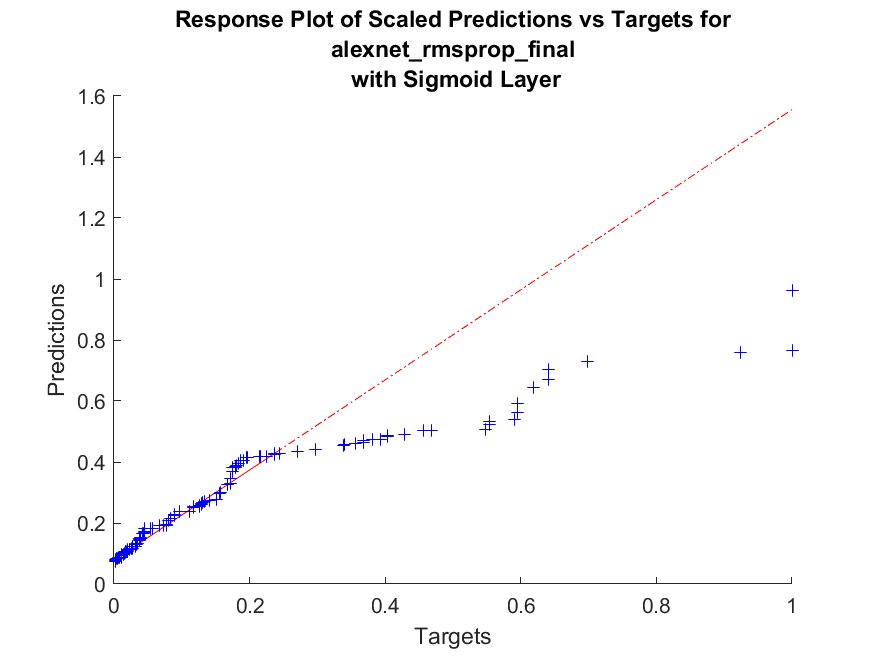 Response Plot of Scaled Predictions vs Targets for
alexnet_rmsprop_final
with Sigmoid Layer
1.6
1.4
1.2
1
0.8
0.6
0.4
0.2
0
Predictions
0 0.2 0.4 0.6 0.8 1
Targets